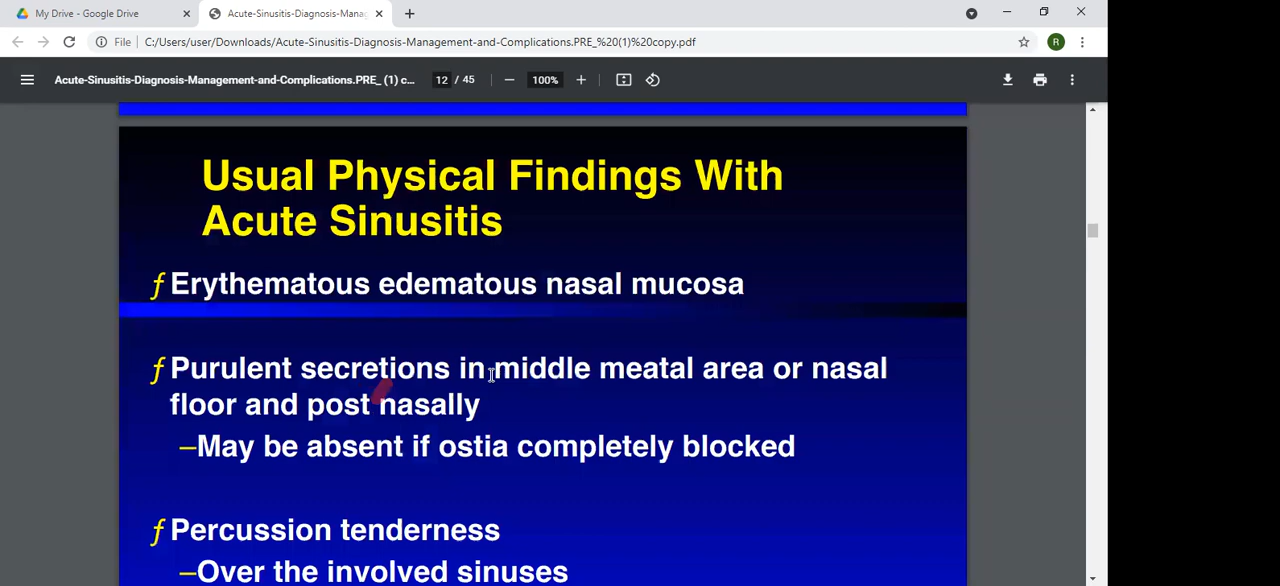 My Drive - Google Drive
Acute-Sinusitis-Diagnosis-Mana
File C:/Users/user/Downloads/Acute-Sinusitis-Diagnosis-Management-and-Complications.PRE_%20(1)%20copy.pdf
R
Acute-Sinusitis-Diagnosis-Management-and-Complications.PRE_ (1) c... 12 / 45 100%
Usual Physical Findings With
Acute Sinusitis
ƒ Erythematous edematous nasal mucosa
ƒ Purulent secretions in middle meatal area or nasal
floor and post nasally
–May be absent if ostia completely blocked
ƒ Percussion tenderness
–Over the involved sinuses